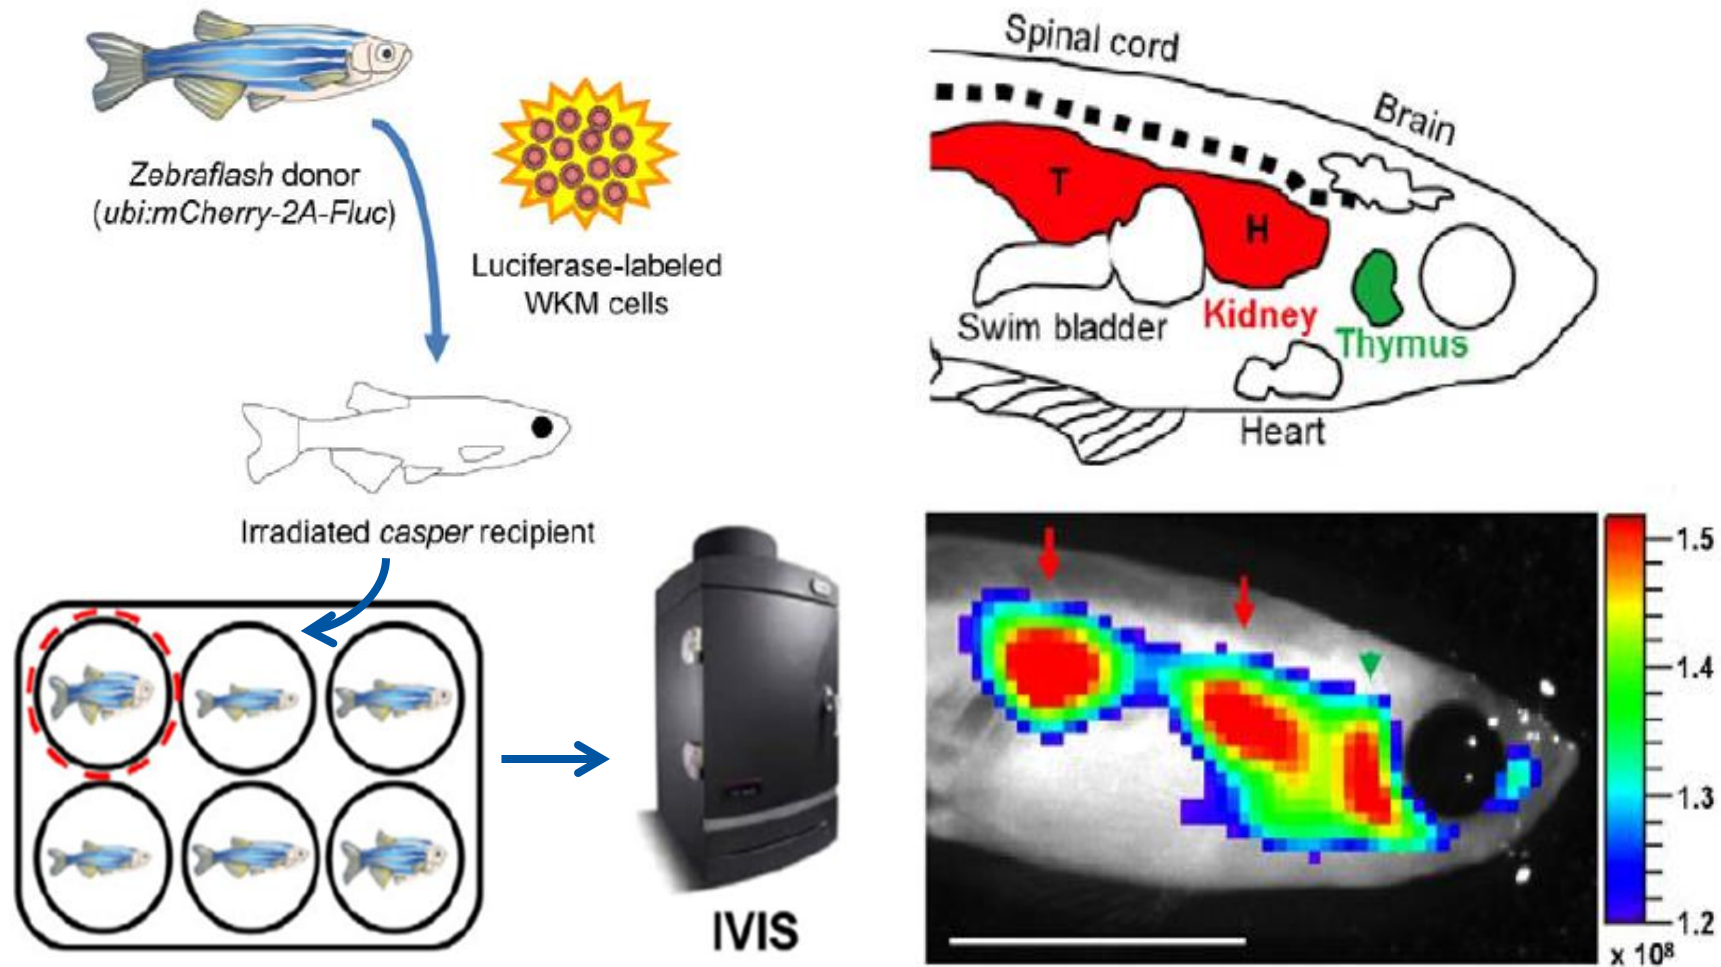 Zebraflash donor
(ubi:mCherry-2A-Fluc)
Luciferase-labeled
WKM cells
Irradiated casper recipient
IVIS
Spinal cord
Brain
T
H
Kidney
Swim bladder
Thymus
Heart
1.5
1.4
1.3
1.2
x 10⁸